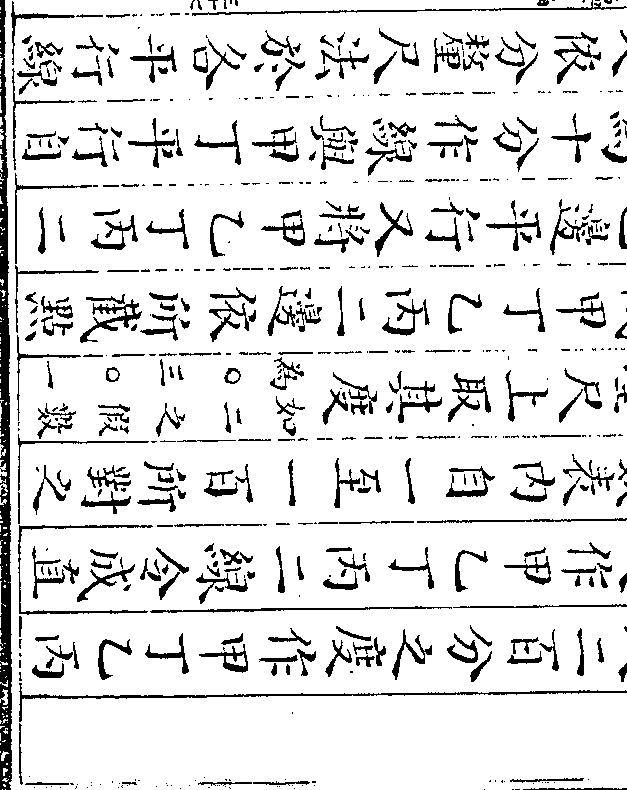 二百分之度作甲丁乙丙
作甲乙丁丙二線令成直
表內自一至一百所對之
尺上取其度如二之假數為〇三〇一
甲丁乙丙二邊依所截點
邊平行又將甲乙丁丙二
十分作線與甲丁平行自
依分釐尺法於各平行線